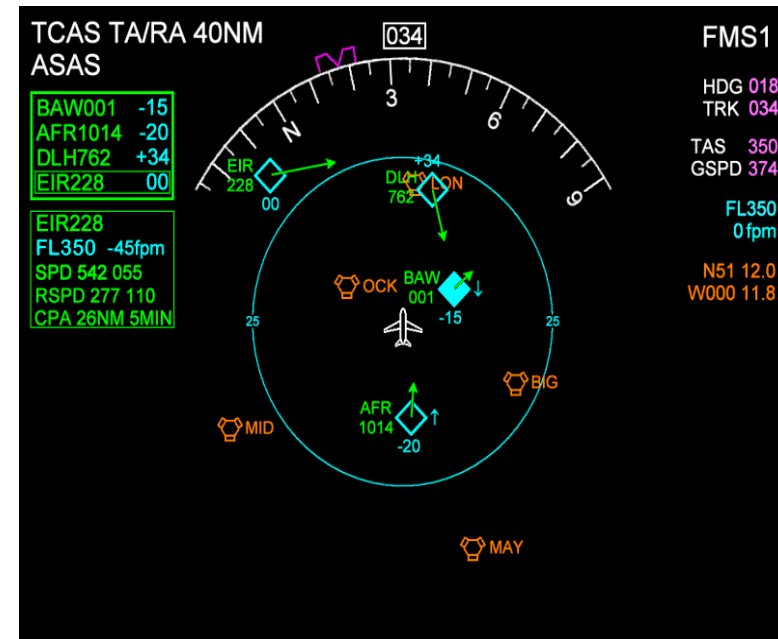 TCAS TA/RA 40NM
ASAS
034
FMS1
HDG 018
TRK 034
TAS 350
GSPD 374
FL350
0 fpm
N51 12.0
W000 11.8
BAW001 -15
AFR1014 -20
DLH762 +34
EIR228 00
EIR228
FL350 -45fpm
SPD 542 055
RSPD 277 110
CPA 26NM 5MIN
N
3
6
9
EIR
228
00
+34
DLH
762
LON
OCK
BAW
001
-15
25
25
BIG
AFR
1014
-20
MID
MAY